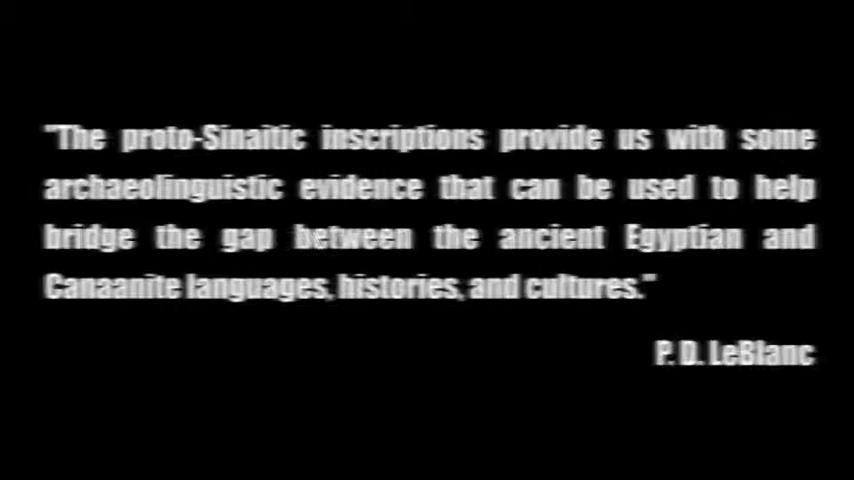 "The proto-Sinaitic inscriptions provide us with some
archaeolinguistic evidence that can be used to help
bridge the gap between the ancient Egyptian and
Canaanite languages, histories, and cultures."
P. D. LeBlanc